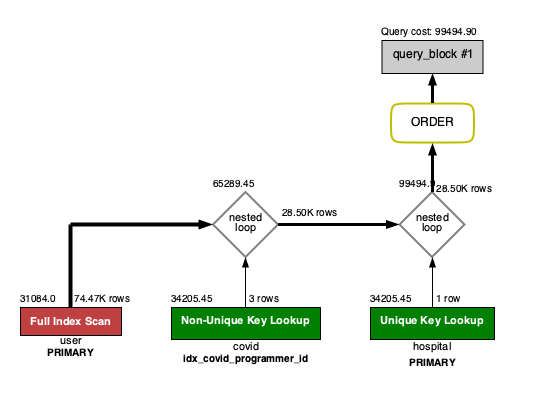 Query cost: 99494.90
query_block #1
ORDER
65289.45
99494.9
28.50K rows
28.50K rows
nested
loop
nested
loop
31084.0
74.47K rows
34205.45
3 rows
34205.45
1 row
Full Index Scan
Non-Unique Key Lookup
Unique Key Lookup
user
PRIMARY
covid
idx_covid_programmer_id
hospital
PRIMARY